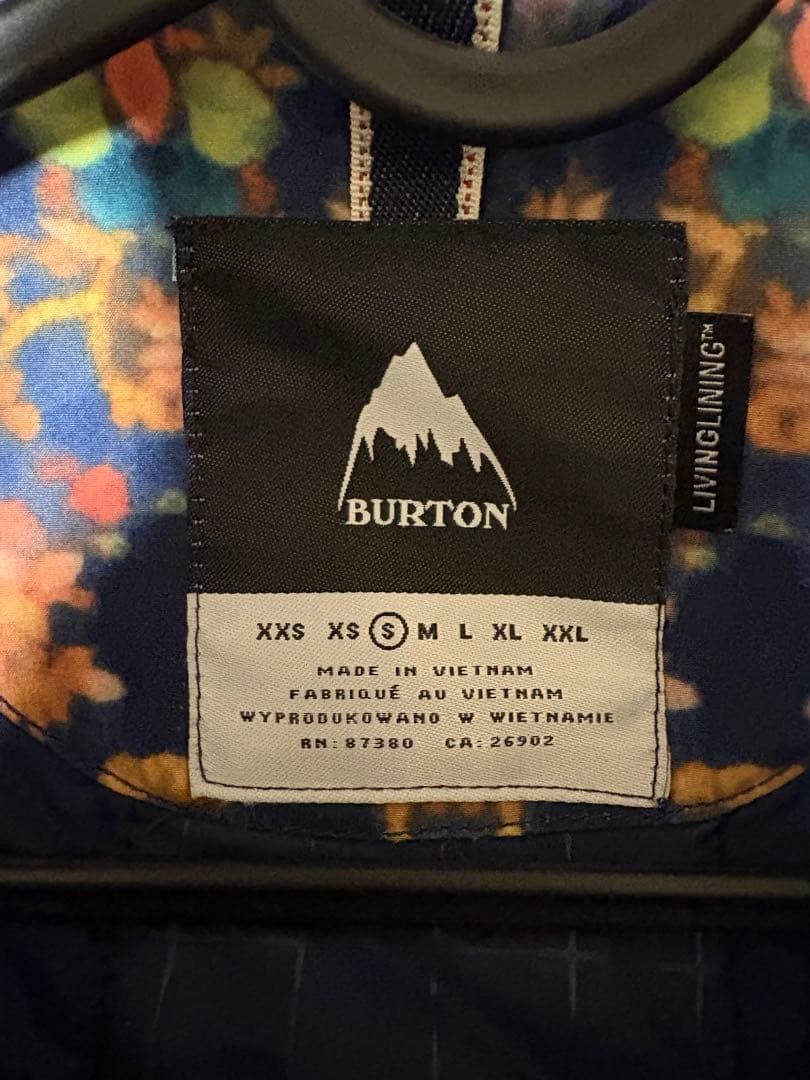 BURTON
LIVINGLINING™
XXS XS S M L XL XXL
MADE IN VIETNAM
FABRIQUÉ AU VIETNAM
WYPRODUKOWANO W WIETNAMIE
RN: 87380 CA: 26902